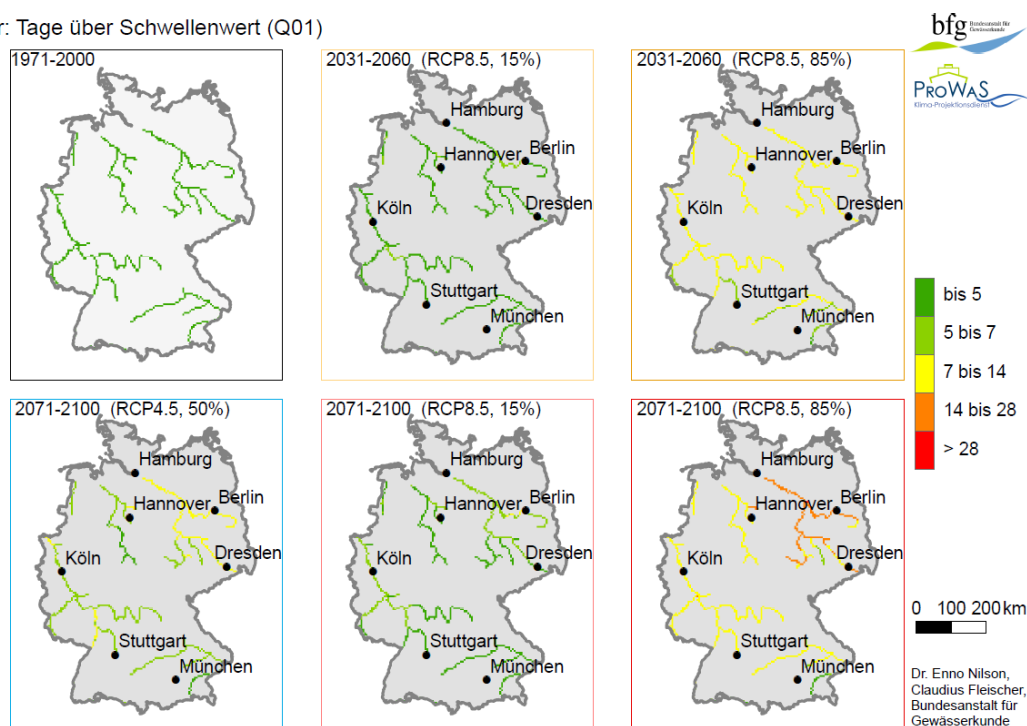 r: Tage über Schwellenwert (Q01)
bfg Bundesanstalt für
Gewässerkunde
PROWAS
Klima-Projektionsdienst
1971-2000
2031-2060 (RCP8.5, 15%)
Hamburg
Hannover
Berlin
Köln
Dresden
Stuttgart
München
2031-2060 (RCP8.5, 85%)
Hamburg
Hannover
Berlin
Köln
Dresden
Stuttgart
München
bis 5
5 bis 7
7 bis 14
14 bis 28
> 28
2071-2100 (RCP4.5, 50%)
Hamburg
Hannover
Berlin
Köln
Dresden
Stuttgart
München
2071-2100 (RCP8.5, 15%)
Hamburg
Hannover
Berlin
Köln
Dresden
Stuttgart
München
2071-2100 (RCP8.5, 85%)
Hamburg
Hannover
Berlin
Köln
Dresden
Stuttgart
München
0 100 200 km
Dr. Enno Nilson,
Claudius Fleischer,
Bundesanstalt für
Gewässerkunde